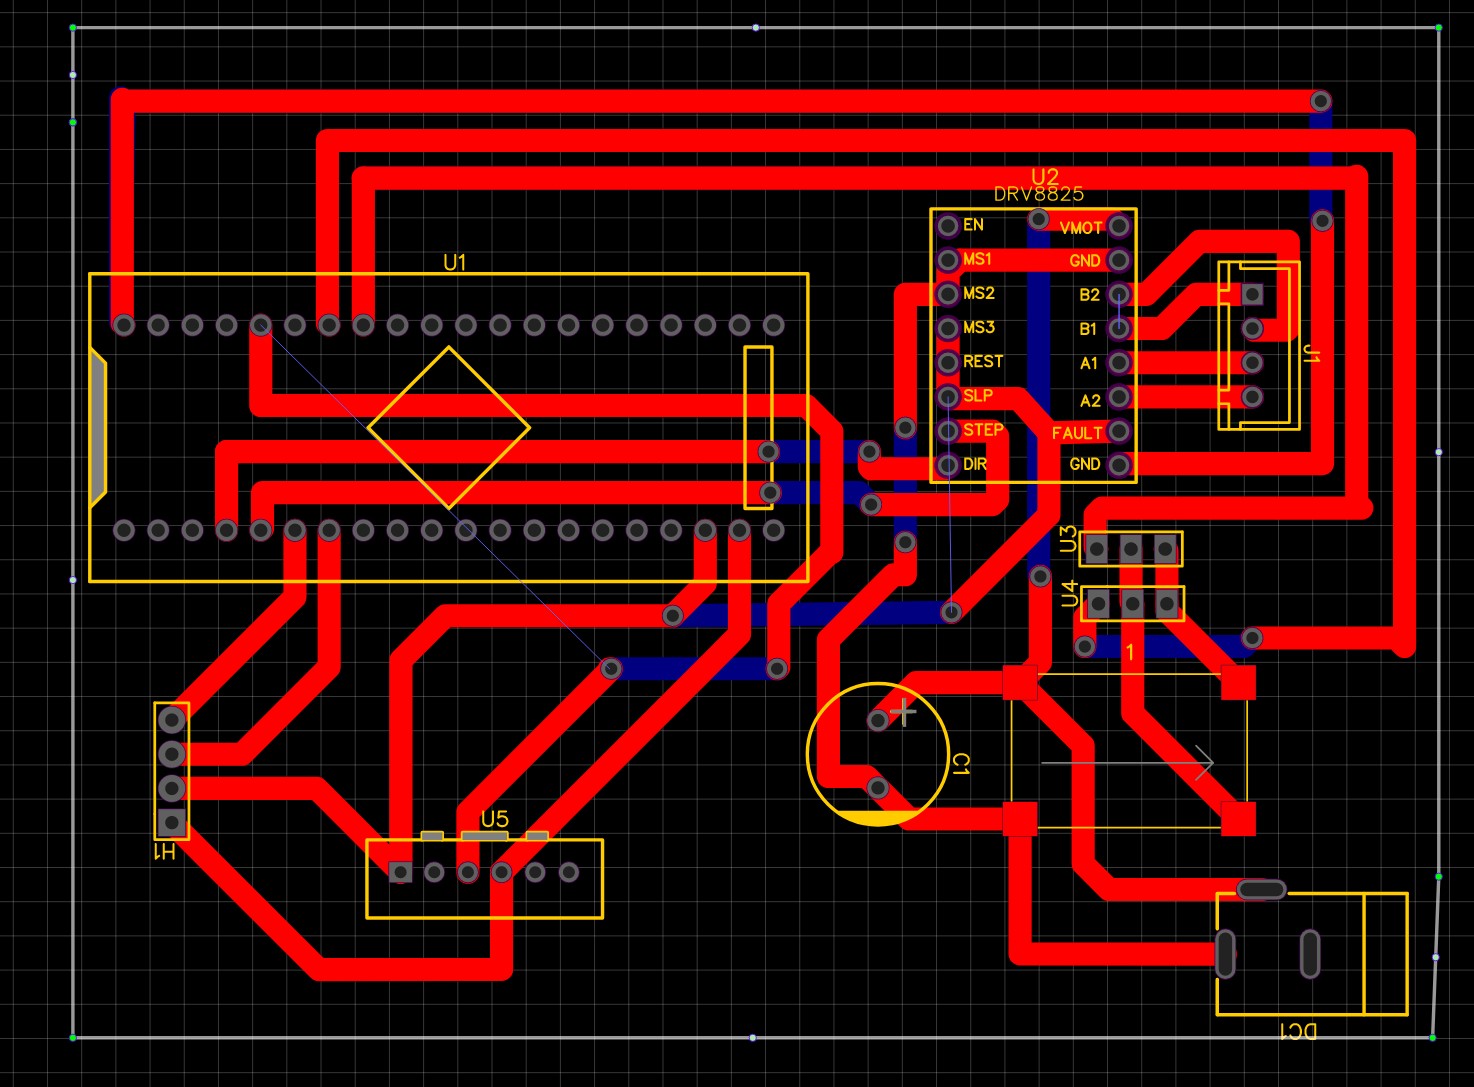 U2
DRV8825
EN
VMOT
MS1
GND
MS2
B2
MS3
B1
REST
A1
SLP
A2
STEP
FAULT
DIR
GND
U1
J1
U3
U4
1
+
C1
U5
H1
DC1